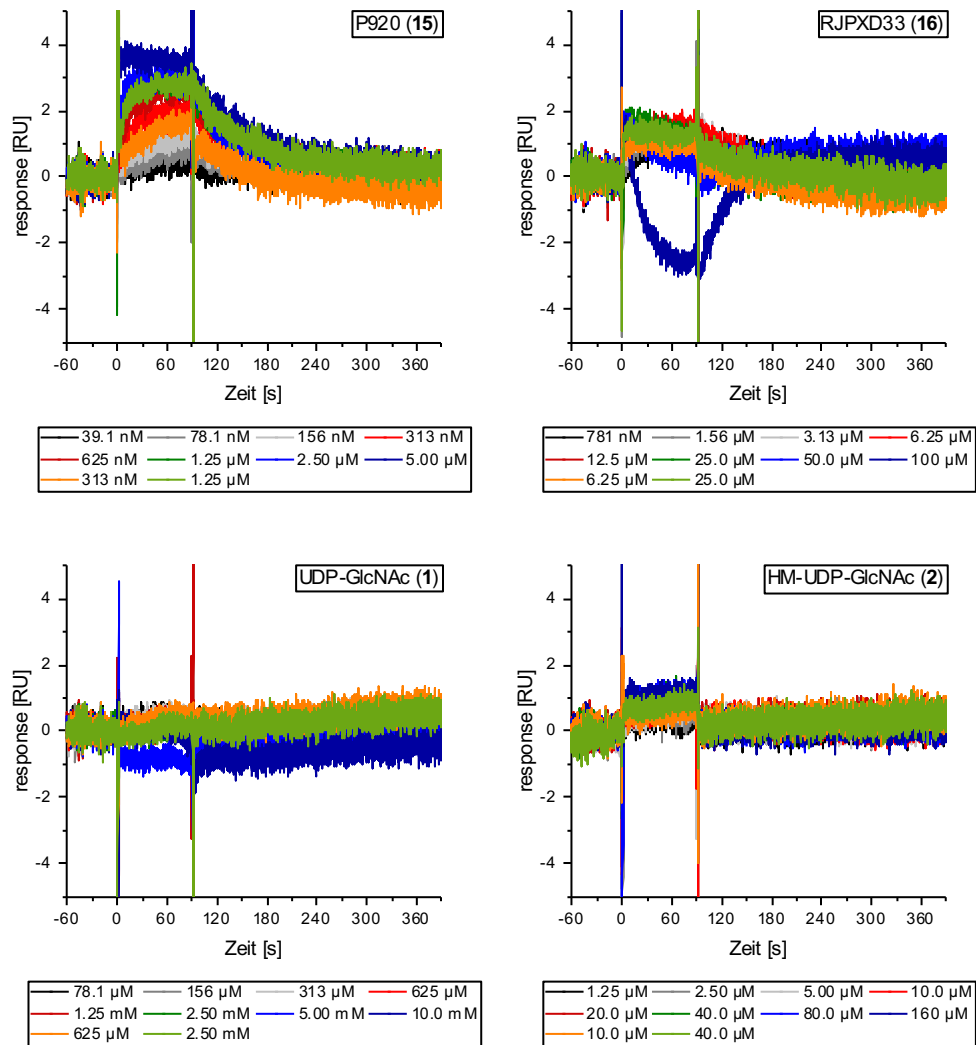 P920 (15)
RJPXD33 (16)
4
2
0
-2
-4
response [RU]
-60 0 60 120 180 240 300 360
Zeit [s]
4
2
0
-2
-4
response [RU]
-60 0 60 120 180 240 300 360
Zeit [s]
39.1 nM 78.1 nM 156 nM 313 nM
625 nM 1.25 µM 2.50 µM 5.00 µM
313 nM 1.25 µM
781 nM 1.56 µM 3.13 µM 6.25 µM
12.5 µM 25.0 µM 50.0 µM 100 µM
6.25 µM 25.0 µM
UDP-GlcNAc (1)
HM-UDP-GlcNAc (2)
4
2
0
-2
-4
response [RU]
-60 0 60 120 180 240 300 360
Zeit [s]
4
2
0
-2
-4
response [RU]
-60 0 60 120 180 240 300 360
Zeit [s]
78.1 µM 156 µM 313 µM 625 µM
1.25 mM 2.50 mM 5.00 mM 10.0 mM
625 µM 2.50 mM
1.25 µM 2.50 µM 5.00 µM 10.0 µM
20.0 µM 40.0 µM 80.0 µM 160 µM
10.0 µM 40.0 µM